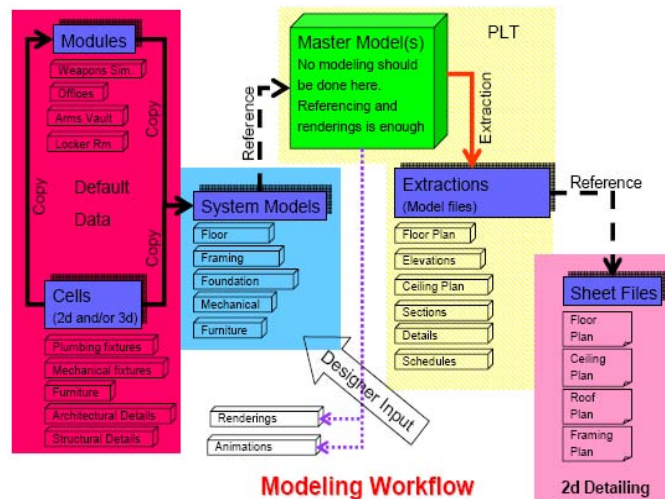 Modules
Weapons Sim.
Offices
Arms Vault
Locker Rm
Copy
Copy
Default
Data
Copy
Cells
(2d and/or 3d)
Plumbing fixtures
Mechanical fixtures
Furniture
Architectural Details
Structural Details
System Models
Floor
Framing
Foundation
Mechanical
Furniture
Reference
Master Model(s)
No modeling should
be done here.
Referencing and
renderings is enough
PLT
Extraction
Extractions
(Model files)
Floor Plan
Elevations
Ceiling Plan
Sections
Details
Schedules
Reference
Sheet Files
Floor
Plan
Ceiling
Plan
Roof
Plan
Framing
Plan
2d Detailing
Designer Input
Renderings
Animations
Modeling Workflow